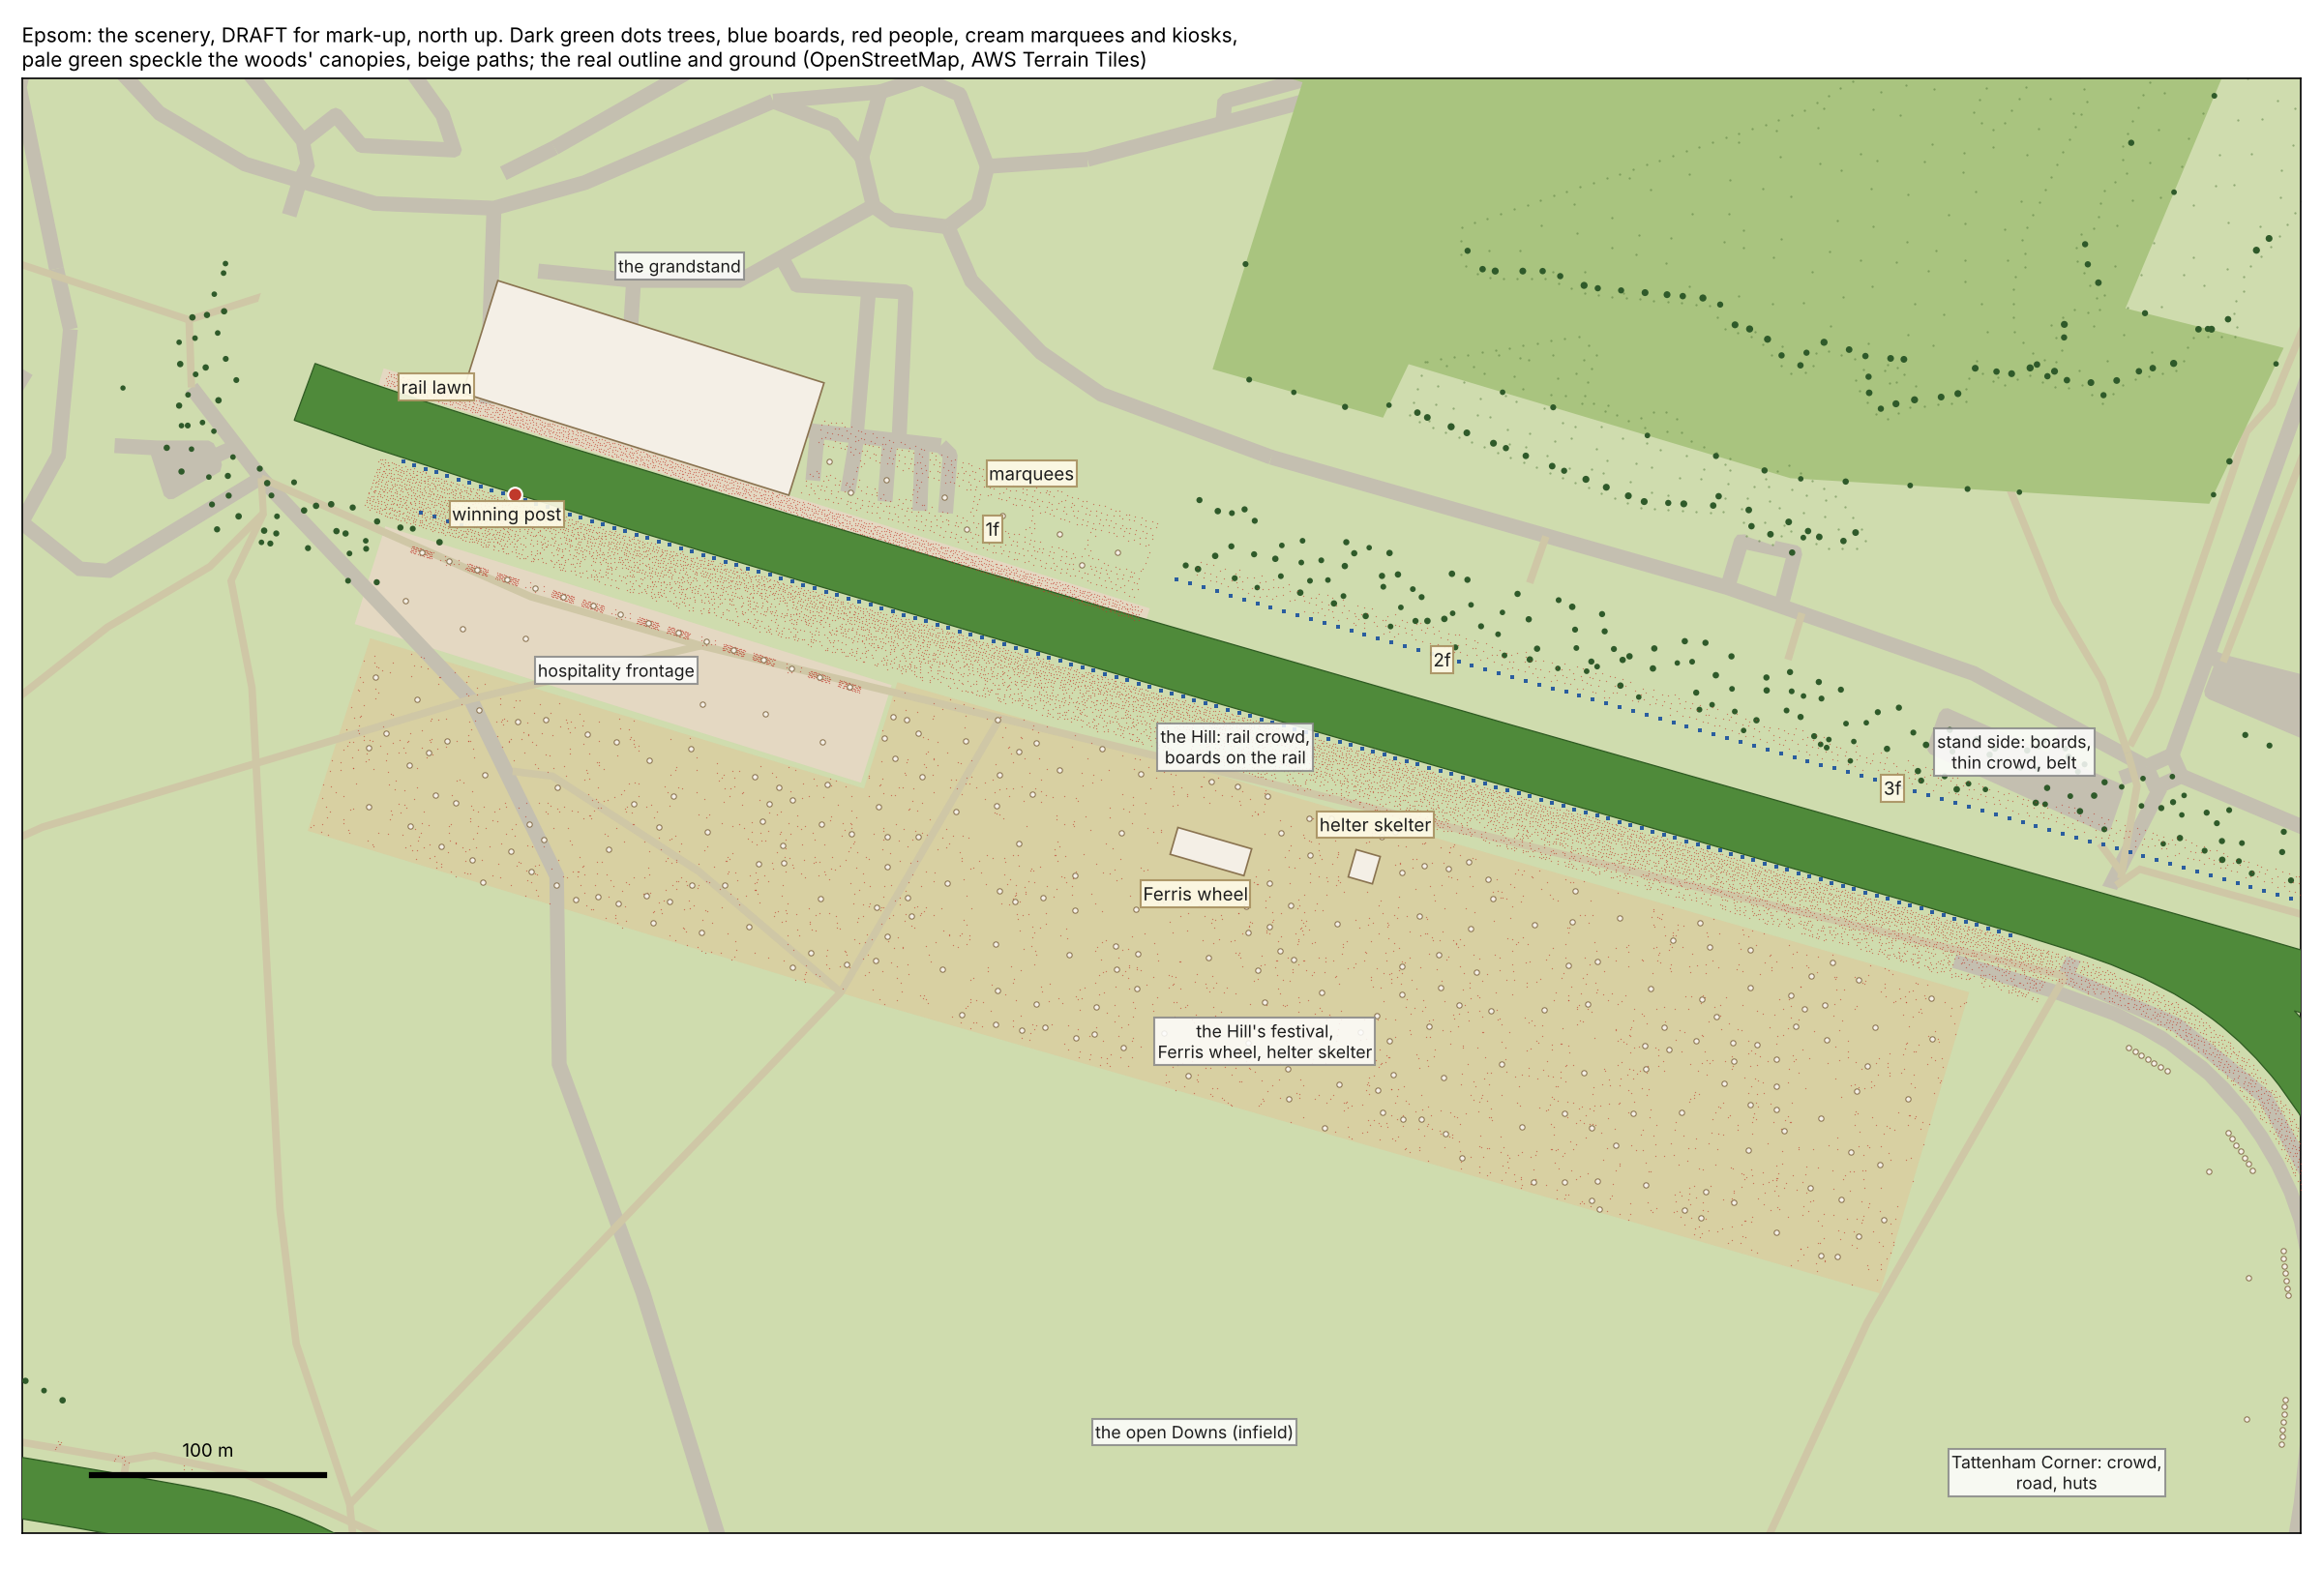 Epsom: the scenery, DRAFT for mark-up, north up. Dark green dots trees, blue boards, red people, cream marquees and kiosks,
pale green speckle the woods' canopies, beige paths; the real outline and ground (OpenStreetMap, AWS Terrain Tiles)
the grandstand
rail lawn
marquees
winning post
1f
hospitality frontage
2f
the Hill: rail crowd,
boards on the rail
stand side: boards,
thin crowd, belt
3f
helter skelter
Ferris wheel
the Hill's festival,
Ferris wheel, helter skelter
the open Downs (infield)
100 m
Tattenham Corner: crowd,
road, huts